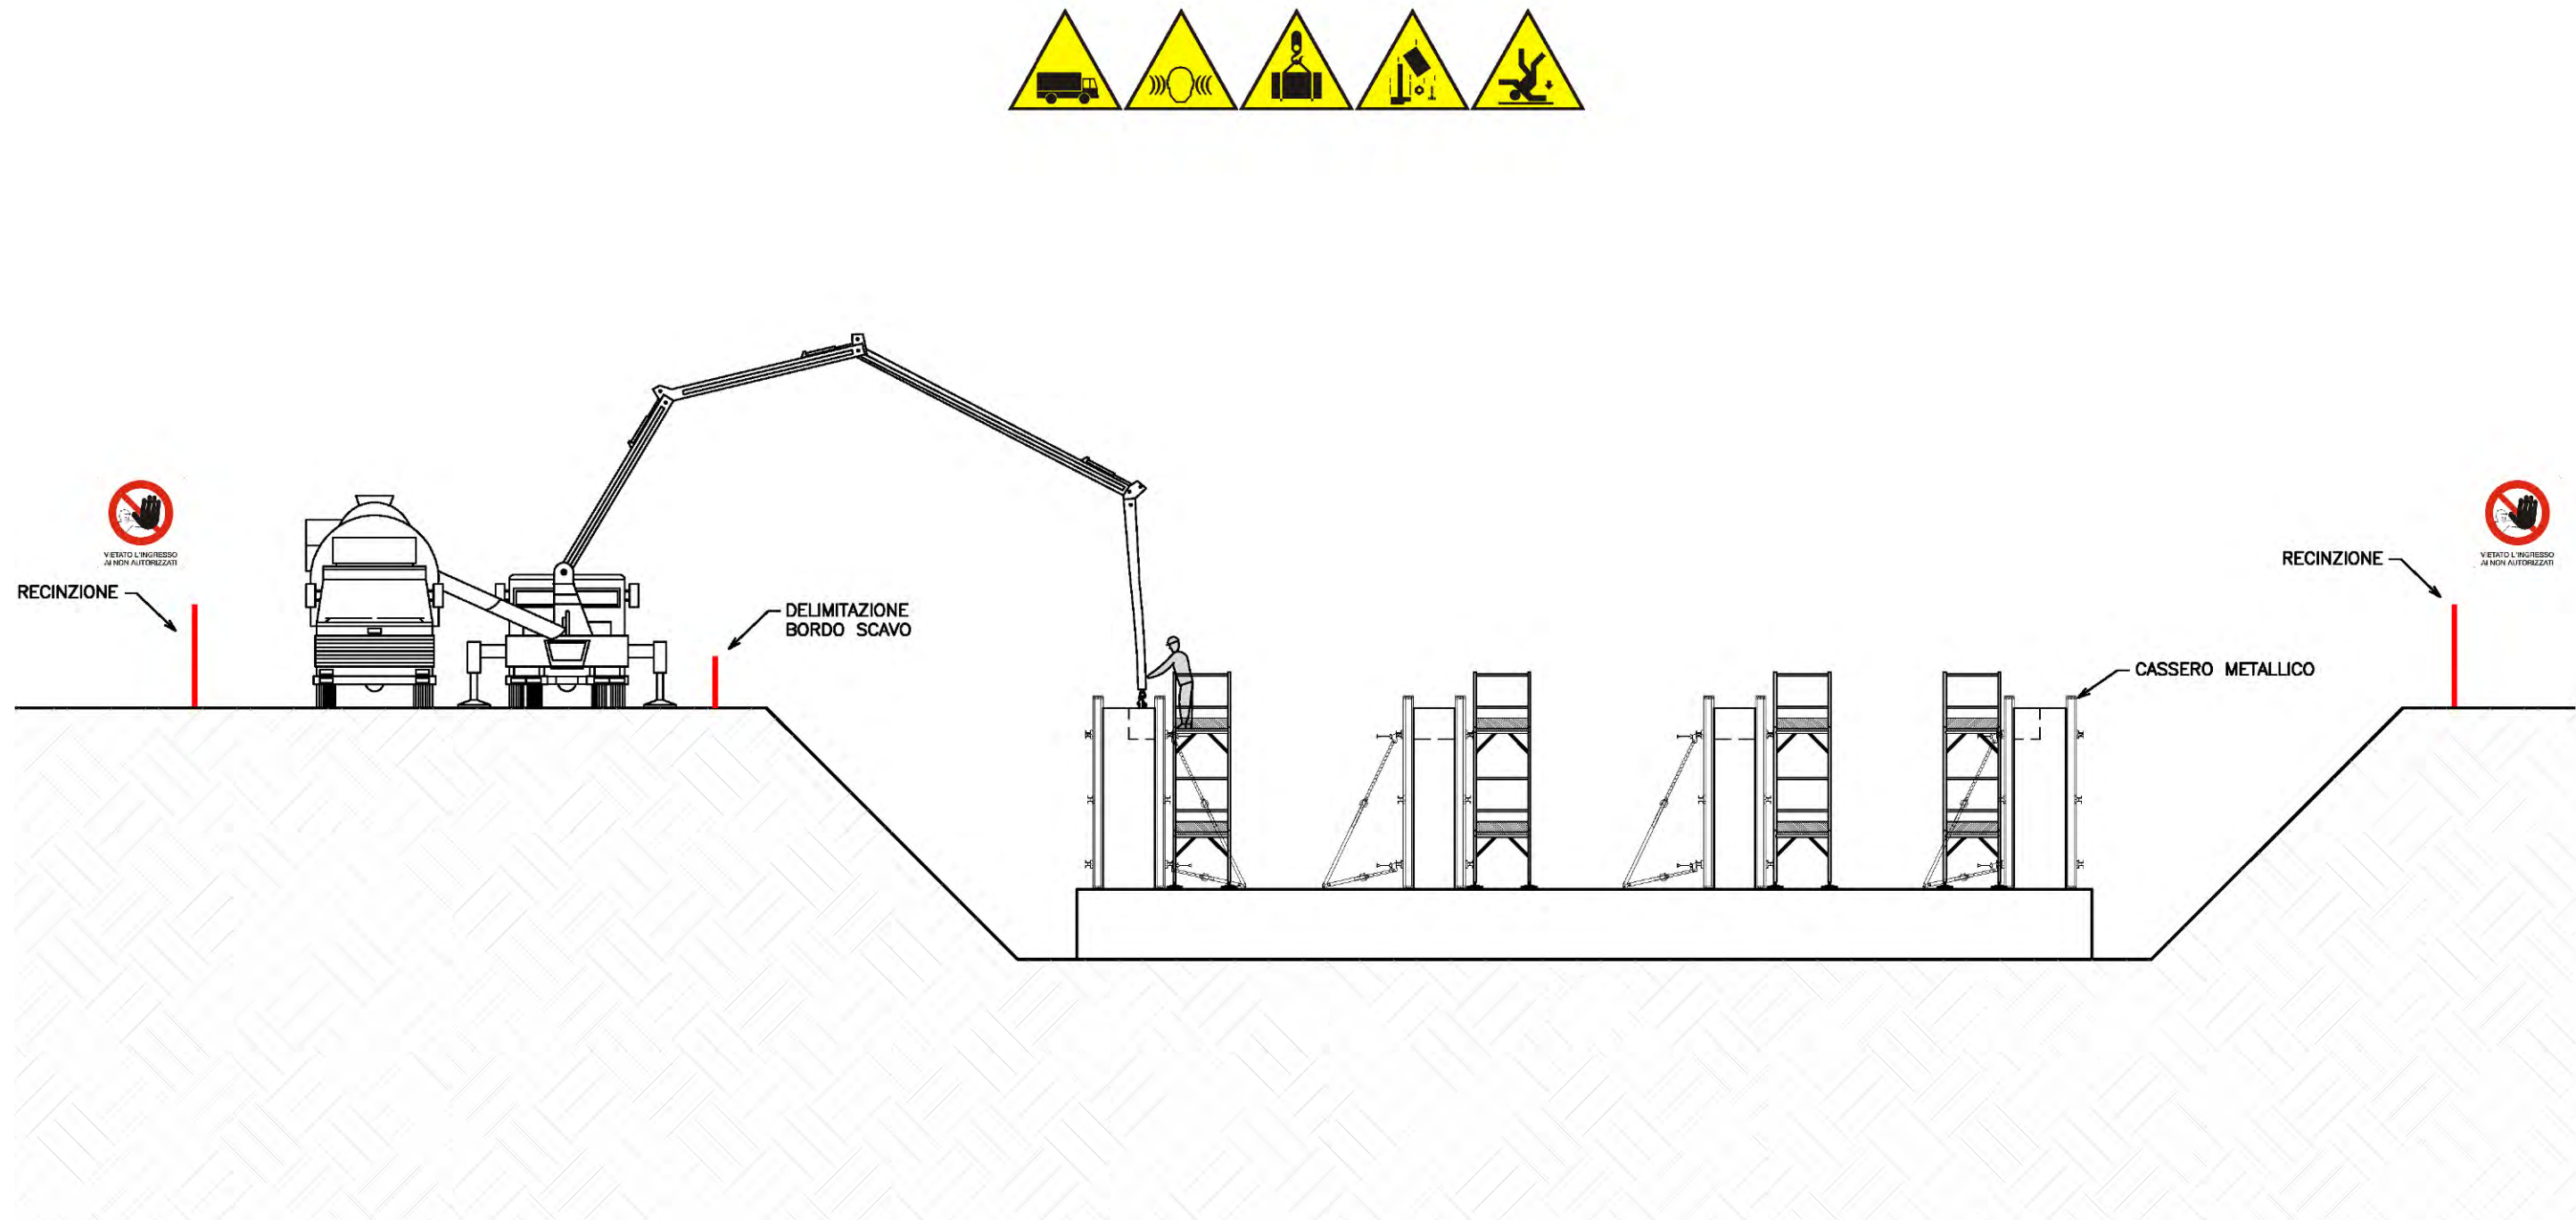 VIETATO L'INGRESSO
AI NON AUTORIZZATI
RECINZIONE
DELIMITAZIONE
BORDO SCAVO
CASSERO METALLICO
RECINZIONE
VIETATO L'INGRESSO
AI NON AUTORIZZATI